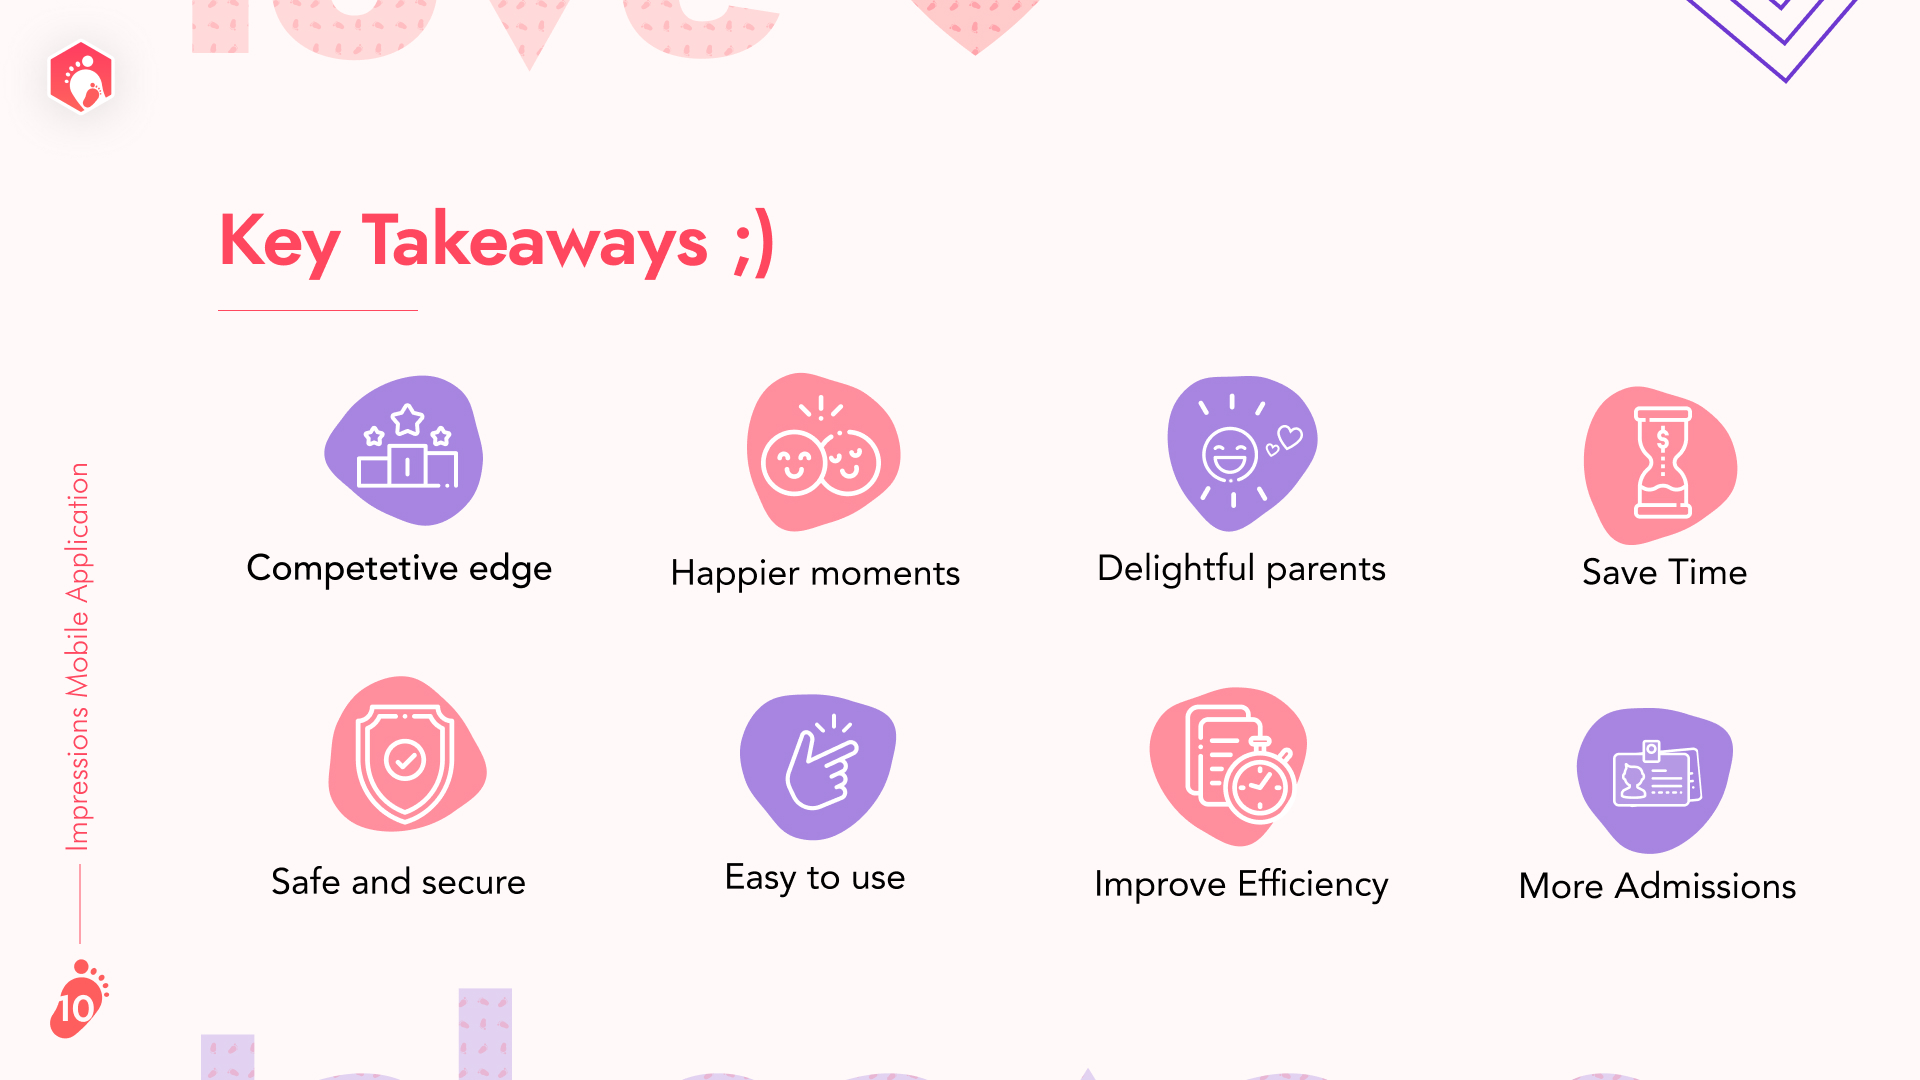 love
Key Takeaways ;)
Competetive edge
Happier moments
Delightful parents
Save Time
Safe and secure
Easy to use
Improve Efficiency
More Admissions
Impressions Mobile Application
10